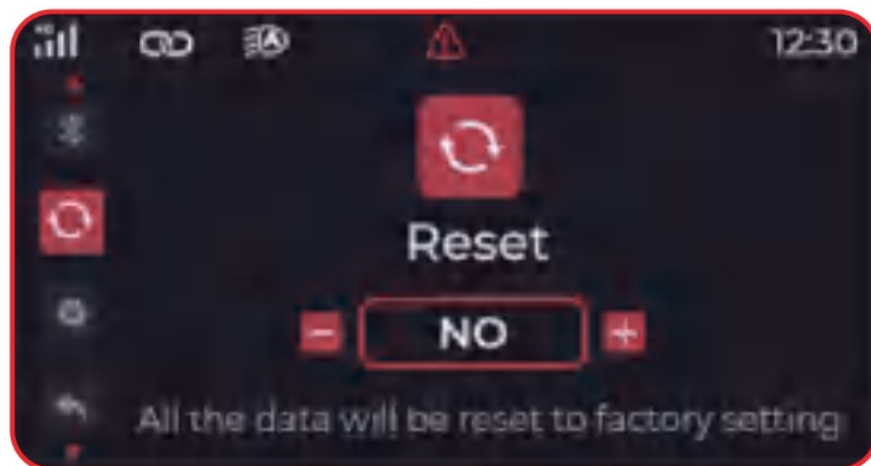 12:30
Reset
− NO +
All the data will be reset to factory setting